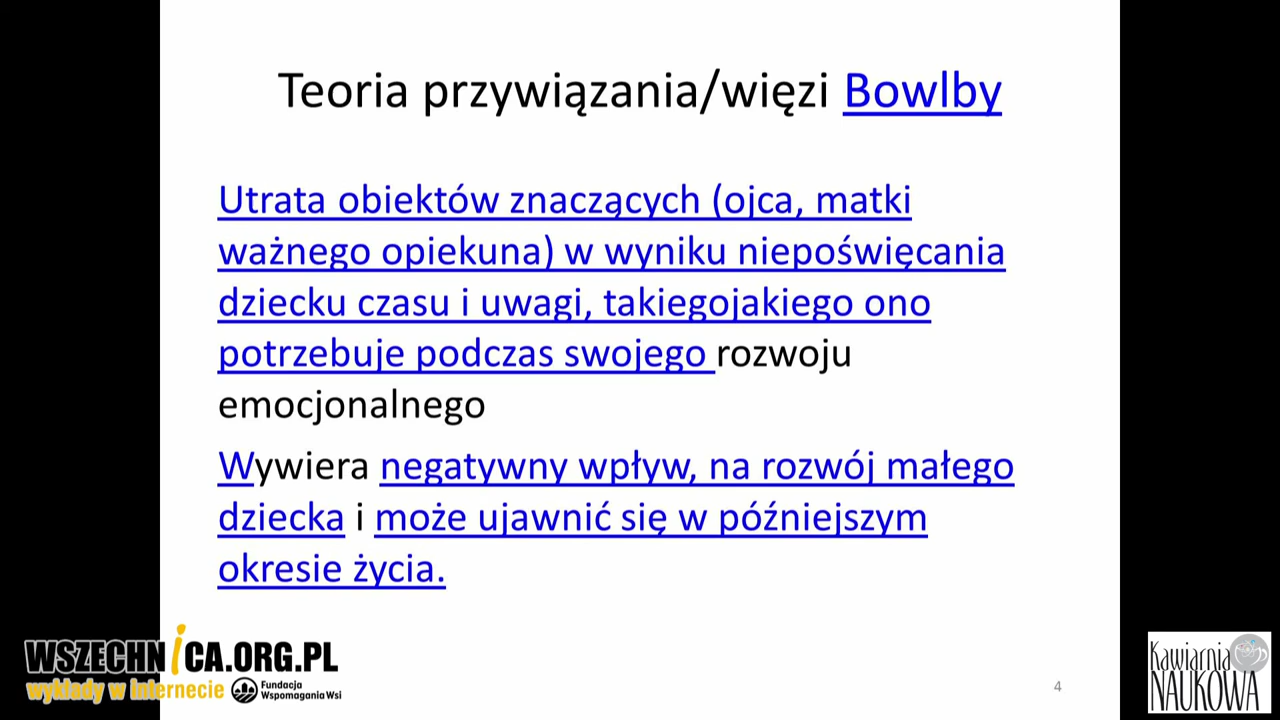 Teoria przywiązania/więzi Bowlby
Utrata obiektów znaczących (ojca, matki
ważnego opiekuna) w wyniku niepoświęcania
dziecku czasu i uwagi, takiegojakiego ono
potrzebuje podczas swojego rozwoju
emocjonalnego
Wywiera negatywny wpływ, na rozwój małego
dziecka i może ujawnić się w późniejszym
okresie życia.
WSZECHNiCA.ORG.PL
wykłady w internecie
Fundacja
Wspomagania Wsi
4
Kawiarnia
NAUKOWA